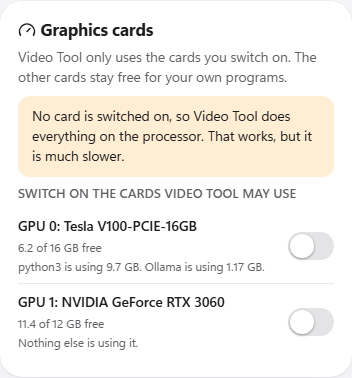 Graphics cards
Video Tool only uses the cards you switch on. The
other cards stay free for your own programs.
No card is switched on, so Video Tool does
everything on the processor. That works, but it
is much slower.
SWITCH ON THE CARDS VIDEO TOOL MAY USE
GPU 0: Tesla V100-PCIE-16GB
6.2 of 16 GB free
python3 is using 9.7 GB. Ollama is using 1.17 GB.
GPU 1: NVIDIA GeForce RTX 3060
11.4 of 12 GB free
Nothing else is using it.